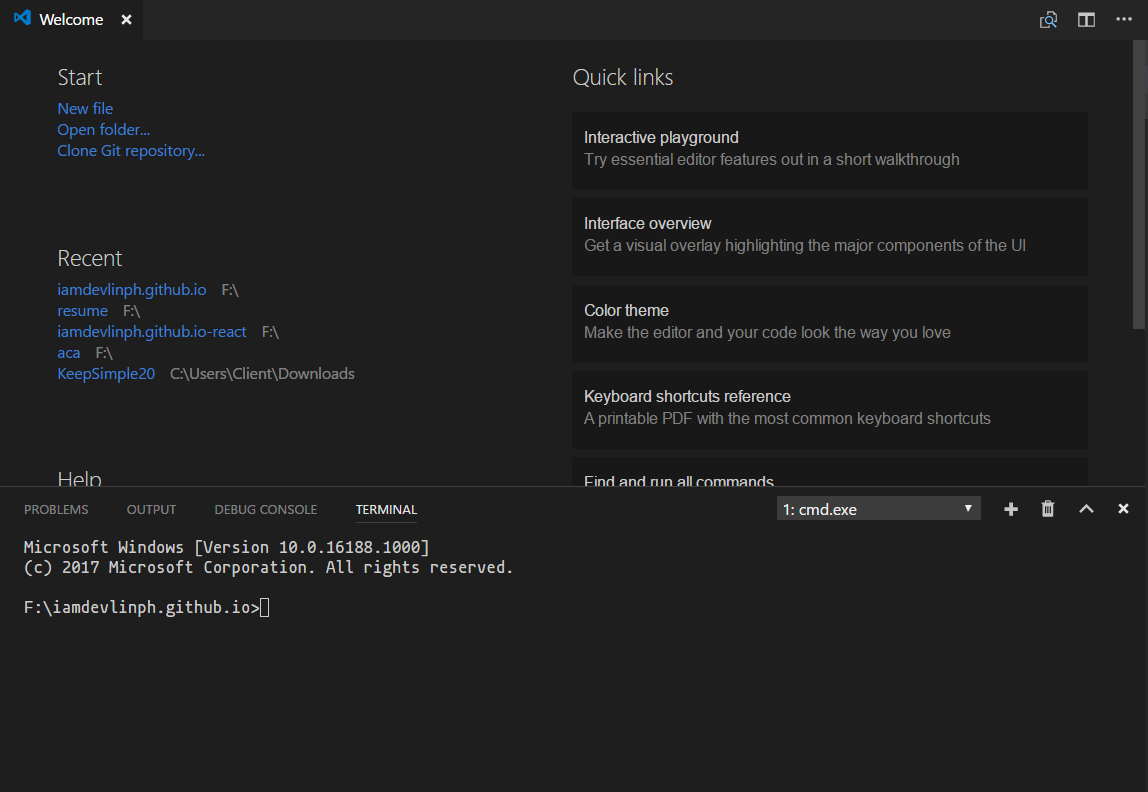 Welcome
Start
New file
Open folder...
Clone Git repository...
Recent
iamdevlinph.github.io F:\
resume F:\
iamdevlinph.github.io-react F:\
aca F:\
KeepSimple20 C:\Users\Client\Downloads
Help
Quick links
Interactive playground
Try essential editor features out in a short walkthrough
Interface overview
Get a visual overlay highlighting the major components of the UI
Color theme
Make the editor and your code look the way you love
Keyboard shortcuts reference
A printable PDF with the most common keyboard shortcuts
Find and run all commands
PROBLEMS OUTPUT DEBUG CONSOLE TERMINAL 1: cmd.exe
Microsoft Windows [Version 10.0.16188.1000]
(c) 2017 Microsoft Corporation. All rights reserved.
F:\iamdevlinph.github.io>